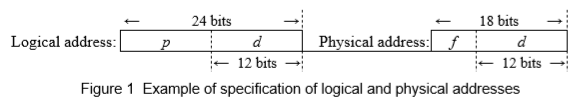 24 bits 18 bits
Logical address: p d Physical address: f d
12 bits 12 bits
Figure 1 Example of specification of logical and physical addresses